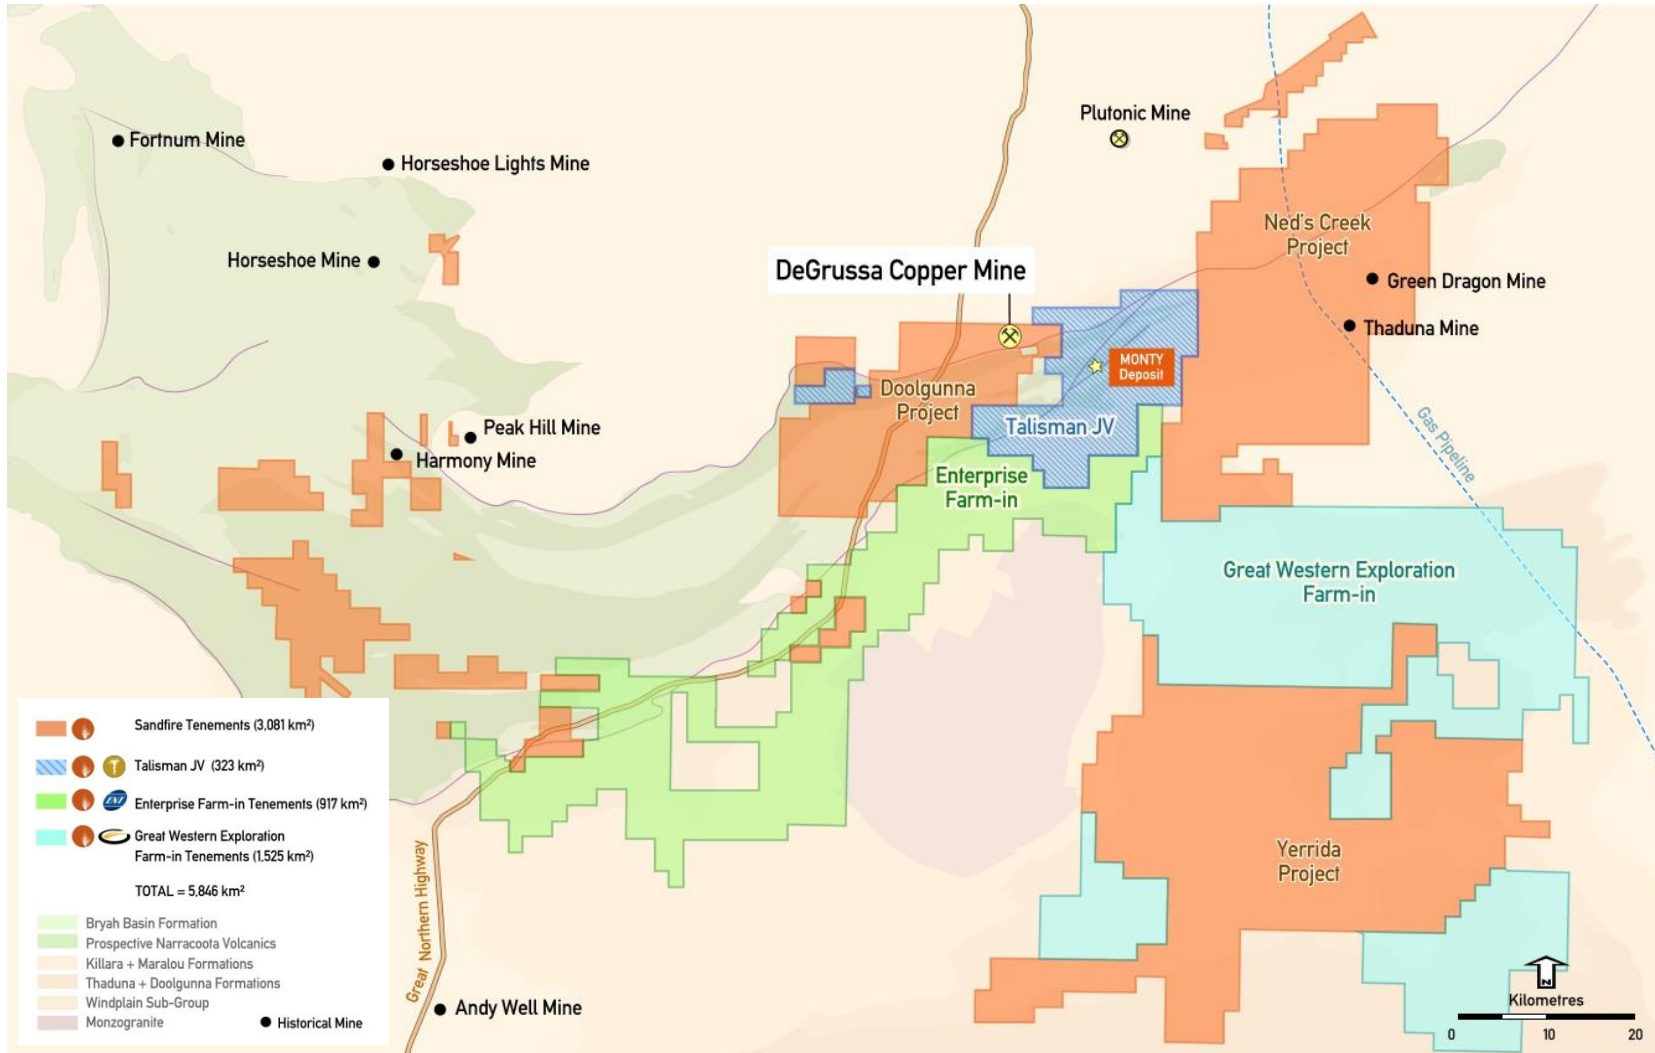 Plutonic Mine
Fortnum Mine
Horseshoe Lights Mine
Ned's Creek
Project
Horseshoe Mine
DeGrussa Copper Mine
Green Dragon Mine
Thaduna Mine
MONTY
Deposit
Doolgunna
Project
Talisman JV
Gas Pipeline
Peak Hill Mine
Harmony Mine
Enterprise
Farm-in
Great Western Exploration
Farm-in
Yerrida
Project
Great Northern Highway
Andy Well Mine
Sandfire Tenements (3,081 km²)
Talisman JV (323 km²)
ENT
Enterprise Farm-in Tenements (917 km²)
Great Western Exploration
Farm-in Tenements (1,525 km²)
TOTAL = 5,846 km²
Bryah Basin Formation
Prospective Narracoota Volcanics
Killara + Maralou Formations
Thaduna + Doolgunna Formations
Windplain Sub-Group
Monzogranite
Historical Mine
N
Kilometres
0 10 20